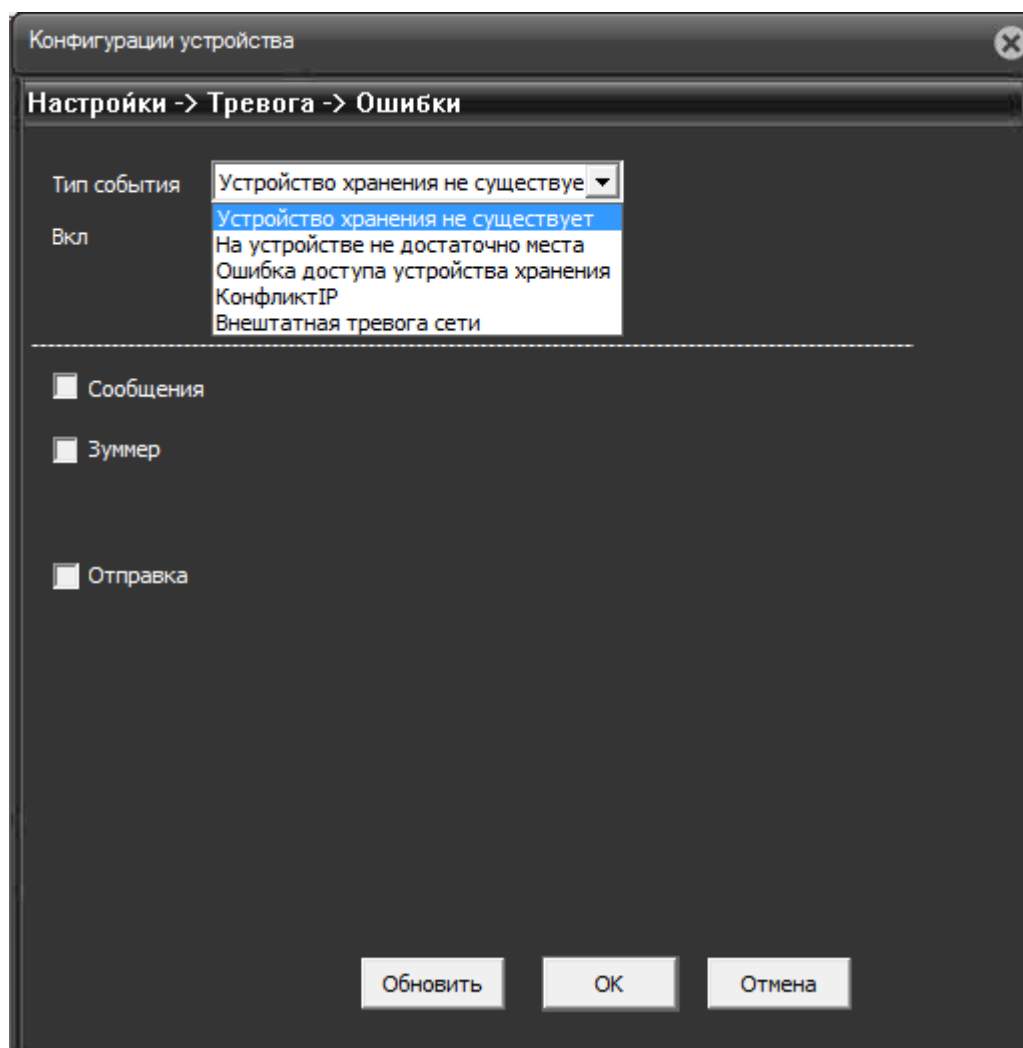 Конфигурации устройства
Настройки -> Тревога -> Ошибки
Тип события
Устройство хранения не существуе
Устройство хранения не существует
Вкл
На устройстве не достаточно места
Ошибка доступа устройства хранения
КонфликтIP
Внештатная тревога сети
Сообщения
Зуммер
Отправка
Обновить
OK
Отмена